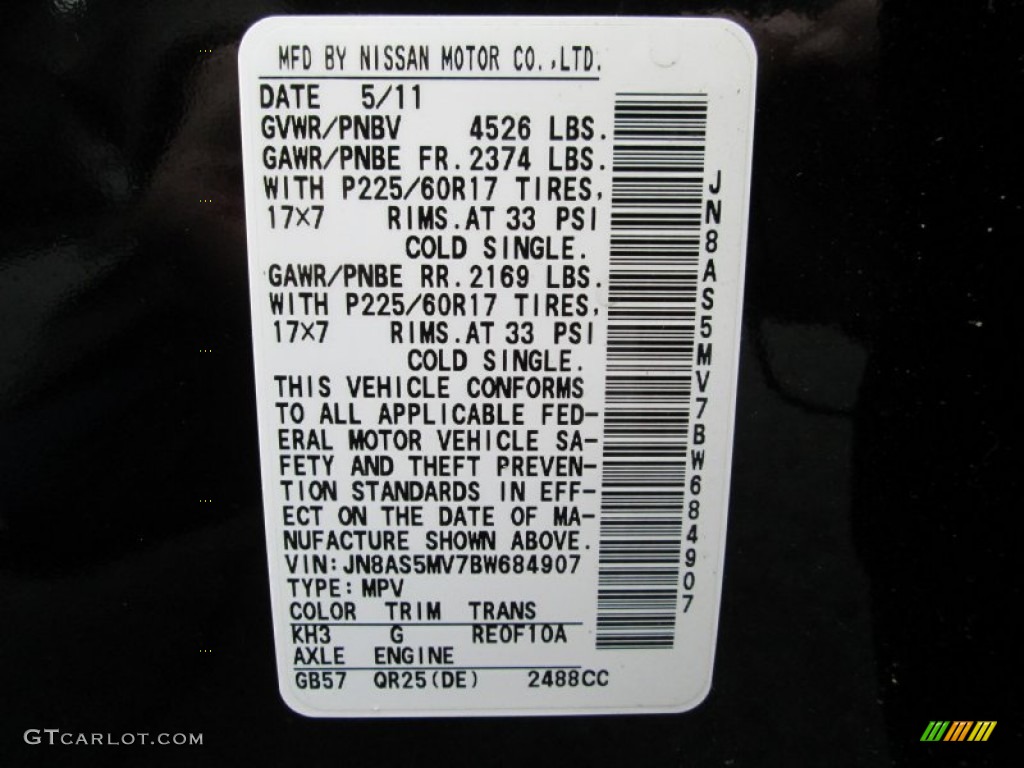 MFD BY NISSAN MOTOR CO.,LTD.
DATE 5/11
GVWR/PNBV 4526 LBS.
GAWR/PNBE FR.2374 LBS.
WITH P225/60R17 TIRES,
17×7 RIMS.AT 33 PSI
COLD SINGLE.
GAWR/PNBE RR.2169 LBS.
WITH P225/60R17 TIRES,
17×7 RIMS.AT 33 PSI
COLD SINGLE.
THIS VEHICLE CONFORMS
TO ALL APPLICABLE FED-
ERAL MOTOR VEHICLE SA-
FETY AND THEFT PREVEN-
TION STANDARDS IN EFF-
ECT ON THE DATE OF MA-
NUFACTURE SHOWN ABOVE.
VIN:JN8AS5MV7BW684907
TYPE:MPV
COLOR TRIM TRANS
KH3 G RE0F10A
AXLE ENGINE
GB57 QR25(DE) 2488CC
JN8AS5MV7BW684907
GTCARLOT.COM